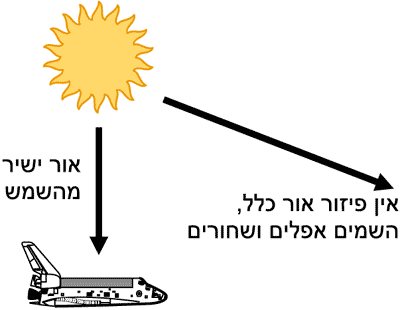 אור ישיר
מהשמש
אין פיזור אור כלל,
השמים אפלים ושחורים